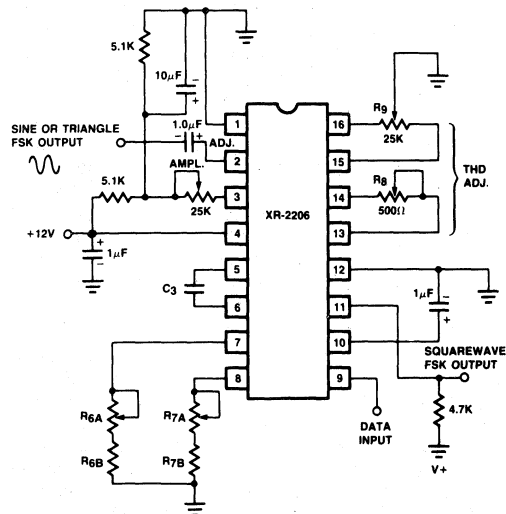 5.1K
10µF
-
+
1.0µF
-
+
ADJ.
SINE OR TRIANGLE
FSK OUTPUT
AMPL.
5.1K
25K
+12V
+
1µF
-
C3
R6A
R6B
R7A
R7B
XR-2206
1
2
3
4
5
6
7
8
16
15
14
13
12
11
10
9
R9
25K
R8
500Ω
THD
ADJ.
1µF
-
+
SQUAREWAVE
FSK OUTPUT
4.7K
V+
DATA
INPUT